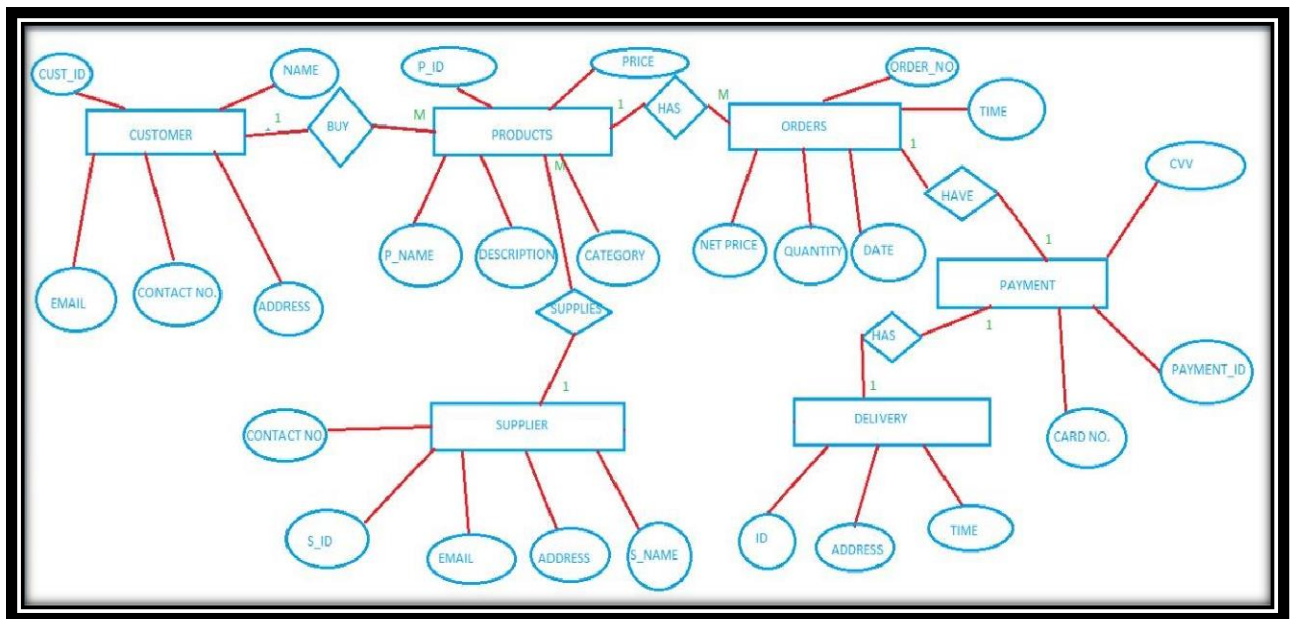 CUST_ID
NAME
P_ID
PRICE
ORDER_NO.
TIME
CUSTOMER
1
BUY
M
PRODUCTS
1
HAS
M
ORDERS
1
HAVE
CVV
EMAIL
CONTACT NO.
ADDRESS
P_NAME
DESCRIPTION
CATEGORY
M
NET PRICE
QUANTITY
DATE
1
PAYMENT
SUPPLIES
HAS
1
PAYMENT_ID
1
1
CONTACT NO
SUPPLIER
DELIVERY
CARD NO.
S_ID
EMAIL
ADDRESS
S_NAME
ID
ADDRESS
TIME